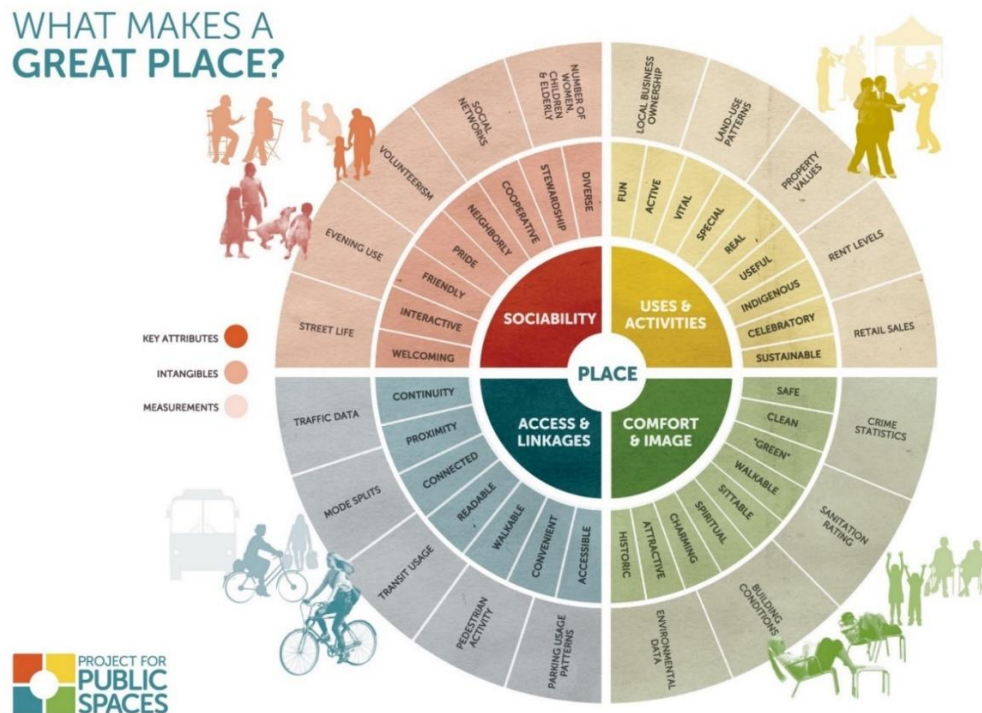 WHAT MAKES A
GREAT PLACE?
NUMBER OF
WOMEN,
CHILDREN
& ELDERLY
SOCIAL
NETWORKS
VOLUNTEERISM
EVENING USE
STREET LIFE
DIVERSE
STEWARDSHIP
COOPERATIVE
NEIGHBORLY
PRIDE
FRIENDLY
INTERACTIVE
WELCOMING
SOCIABILITY
LOCAL BUSINESS
OWNERSHIP
LAND-USE
PATTERNS
PROPERTY
VALUES
RENT LEVELS
RETAIL SALES
FUN
ACTIVE
VITAL
SPECIAL
REAL
USEFUL
INDIGENOUS
CELEBRATORY
SUSTAINABLE
USES &
ACTIVITIES
PLACE
KEY ATTRIBUTES
INTANGIBLES
MEASUREMENTS
ACCESS &
LINKAGES
CONTINUITY
PROXIMITY
CONNECTED
READABLE
WALKABLE
CONVENIENT
ACCESSIBLE
TRAFFIC DATA
MODE SPLITS
TRANSIT USAGE
PEDESTRIAN
ACTIVITY
PARKING USAGE
PATTERNS
COMFORT
& IMAGE
SAFE
CLEAN
"GREEN"
WALKABLE
SITTABLE
SPIRITUAL
CHARMING
ATTRACTIVE
HISTORIC
CRIME
STATISTICS
SANITATION
RATING
BUILDING
CONDITIONS
ENVIRONMENTAL
DATA
PROJECT FOR
PUBLIC
SPACES